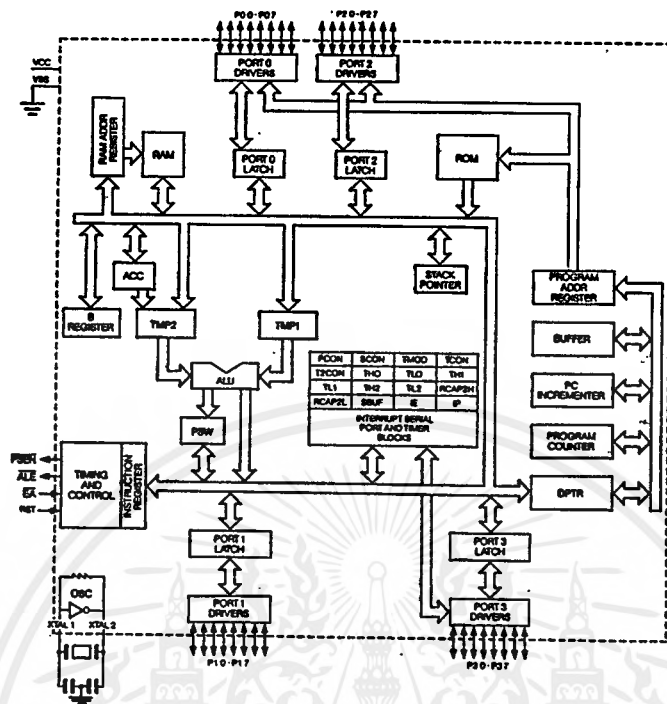 P0 0 - P0 7
P2 0 - P2 7
VCC
VSS
PORT 0
DRIVERS
PORT 2
DRIVERS
RAM ADDR
REGISTER
RAM
PORT 0
LATCH
PORT 2
LATCH
ROM
ACC
STACK
POINTER
PROGRAM
ADDR
REGISTER
B
REGISTER
TMP2
TMP1
BUFFER
ALU
PCON SCON TMOD TCON
T2CON TH0 TL0 TH1
TL1 TH2 TL2 RCAP2H
RCAP2L SBUF IE IP
INTERRUPT SERIAL
PORT AND TIMER
BLOCKS
PC
INCREMENTER
PSW
PROGRAM
COUNTER
PSEN
ALE
EA
RST
TIMING
AND
CONTROL
INSTRUCTION
REGISTER
DPTR
PORT 1
LATCH
PORT 3
LATCH
OSC
XTAL 1
XTAL 2
PORT 1
DRIVERS
PORT 3
DRIVERS
P1 0 - P1 7
P3 0 - P3 7